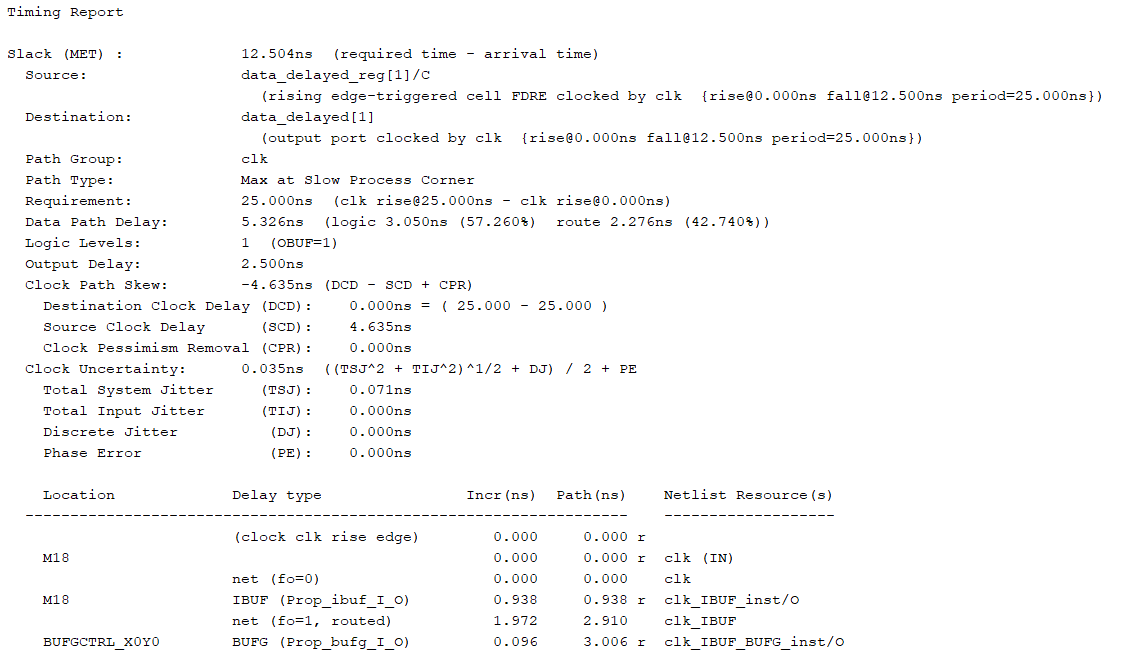 Timing Report
Slack (MET) :             12.504ns  (required time - arrival time)
  Source:                 data_delayed_reg[1]/C
                            (rising edge-triggered cell FDRE clocked by clk  {rise@0.000ns fall@12.500ns period=25.000ns})
  Destination:            data_delayed[1]
                            (output port clocked by clk  {rise@0.000ns fall@12.500ns period=25.000ns})
  Path Group:             clk
  Path Type:              Max at Slow Process Corner
  Requirement:            25.000ns  (clk rise@25.000ns - clk rise@0.000ns)
  Data Path Delay:        5.326ns  (logic 3.050ns (57.260%)  route 2.276ns (42.740%))
  Logic Levels:           1  (OBUF=1)
  Output Delay:           2.500ns
  Clock Path Skew:        -4.635ns (DCD - SCD + CPR)
    Destination Clock Delay (DCD):    0.000ns = ( 25.000 - 25.000 )
    Source Clock Delay      (SCD):    4.635ns
    Clock Pessimism Removal (CPR):    0.000ns
  Clock Uncertainty:      0.035ns  ((TSJ^2 + TIJ^2)^1/2 + DJ) / 2 + PE
    Total System Jitter     (TSJ):    0.071ns
    Total Input Jitter      (TIJ):    0.000ns
    Discrete Jitter          (DJ):    0.000ns
    Phase Error              (PE):    0.000ns
    Location             Delay type                Incr(ns)  Path(ns)    Netlist Resource(s)
  -------------------------------------------------------------------    -------------------
                         (clock clk rise edge)        0.000     0.000 r
    M18                                               0.000     0.000 r  clk (IN)
                         net (fo=0)                   0.000     0.000    clk
    M18                  IBUF (Prop_ibuf_I_O)         0.938     0.938 r  clk_IBUF_inst/O
                         net (fo=1, routed)           1.972     2.910    clk_IBUF
    BUFGCTRL_X0Y0        BUFG (Prop_bufg_I_O)         0.096     3.006 r  clk_IBUF_BUFG_inst/O